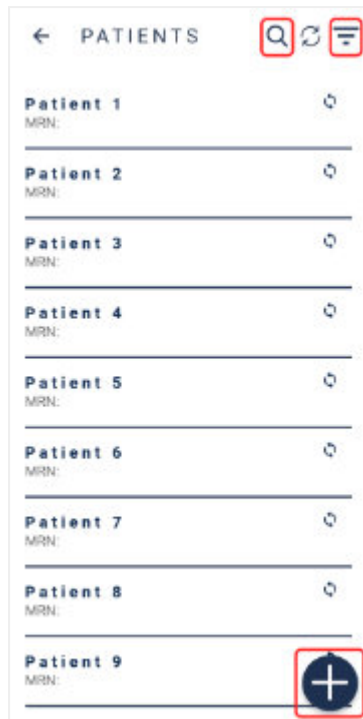 PATIENTS
Patient 1
MRN:
Patient 2
MRN:
Patient 3
MRN:
Patient 4
MRN:
Patient 5
MRN:
Patient 6
MRN:
Patient 7
MRN:
Patient 8
MRN:
Patient 9
MRN: